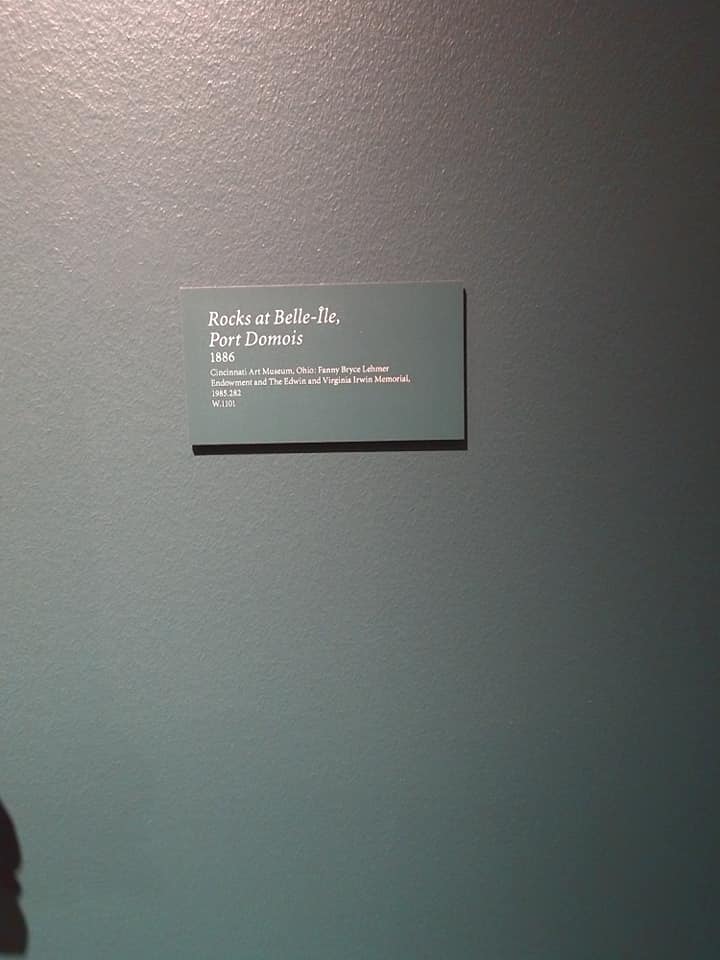 Rocks at Belle-Île,
Port Domois
1886
Cincinnati Art Museum, Ohio: Fanny Bryce Lehmer
Endowment and The Edwin and Virginia Irwin Memorial,
1985.282
W.1101